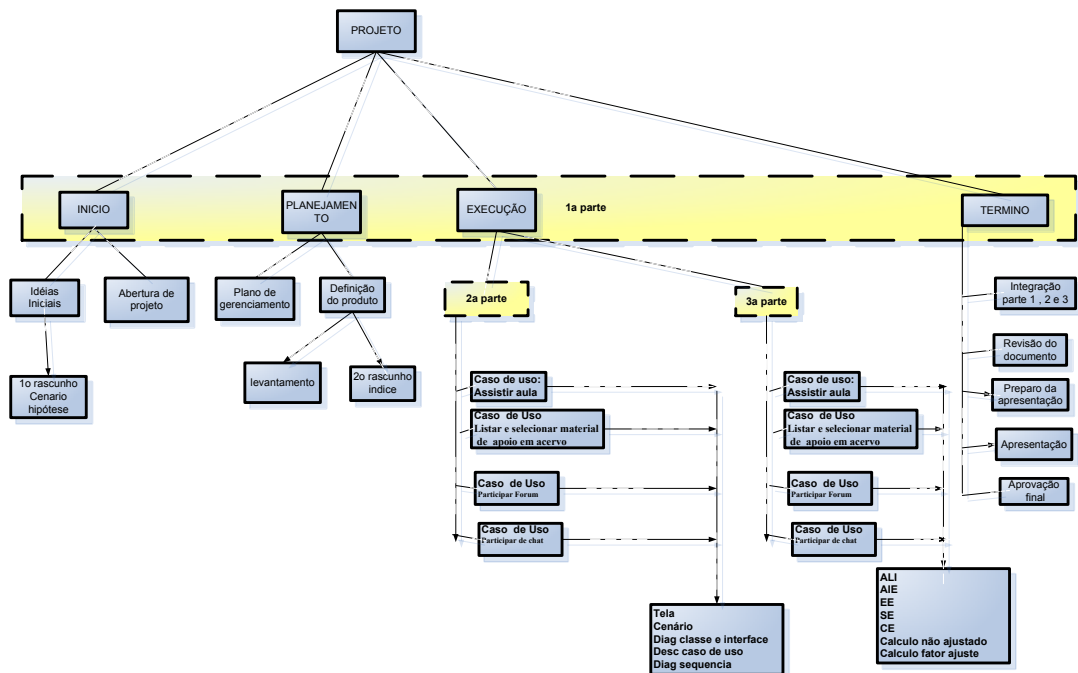 PROJETO
INICIO
PLANEJAMEN
TO
EXECUÇÃO
1a parte
TERMINO
Idéias
Iniciais
Abertura de
projeto
Plano de
gerenciamento
Definição
do produto
2a parte
3a parte
Integração
parte 1 , 2 e 3
Revisão do
documento
Preparo da
apresentação
Apresentação
Aprovação
final
1o rascunho
Cenario
hipótese
levantamento
2o rascunho
indice
Caso de uso:
Assistir aula
Caso de Uso
Listar e selecionar material
de apoio em acervo
Caso de Uso
Participar Forum
Caso de Uso
Participar de chat
Caso de uso:
Assistir aula
Caso de Uso
Listar e selecionar material
de apoio em acervo
Caso de Uso
Participar Forum
Caso de Uso
Participar de chat
Tela
Cenário
Diag classe e interface
Desc caso de uso
Diag sequencia
ALI
AIE
EE
SE
CE
Calculo não ajustado
Calculo fator ajuste